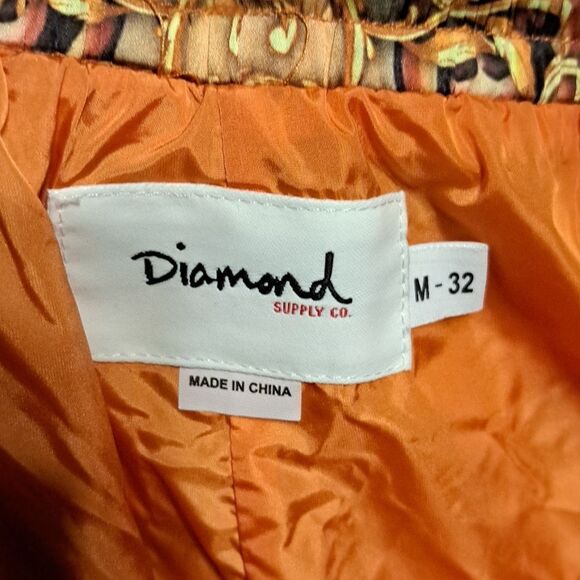 Diamond
SUPPLY CO.
M - 32
MADE IN CHINA